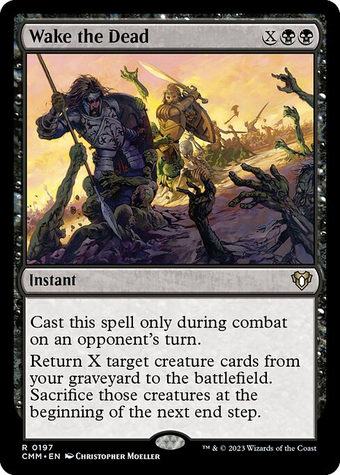 Wake the Dead X
Instant
Cast this spell only during combat
on an opponent's turn.
Return X target creature cards from
your graveyard to the battlefield.
Sacrifice those creatures at the
beginning of the next end step.
R 0197
CMM • EN Christopher Moeller
™ & © 2023 Wizards of the Coast